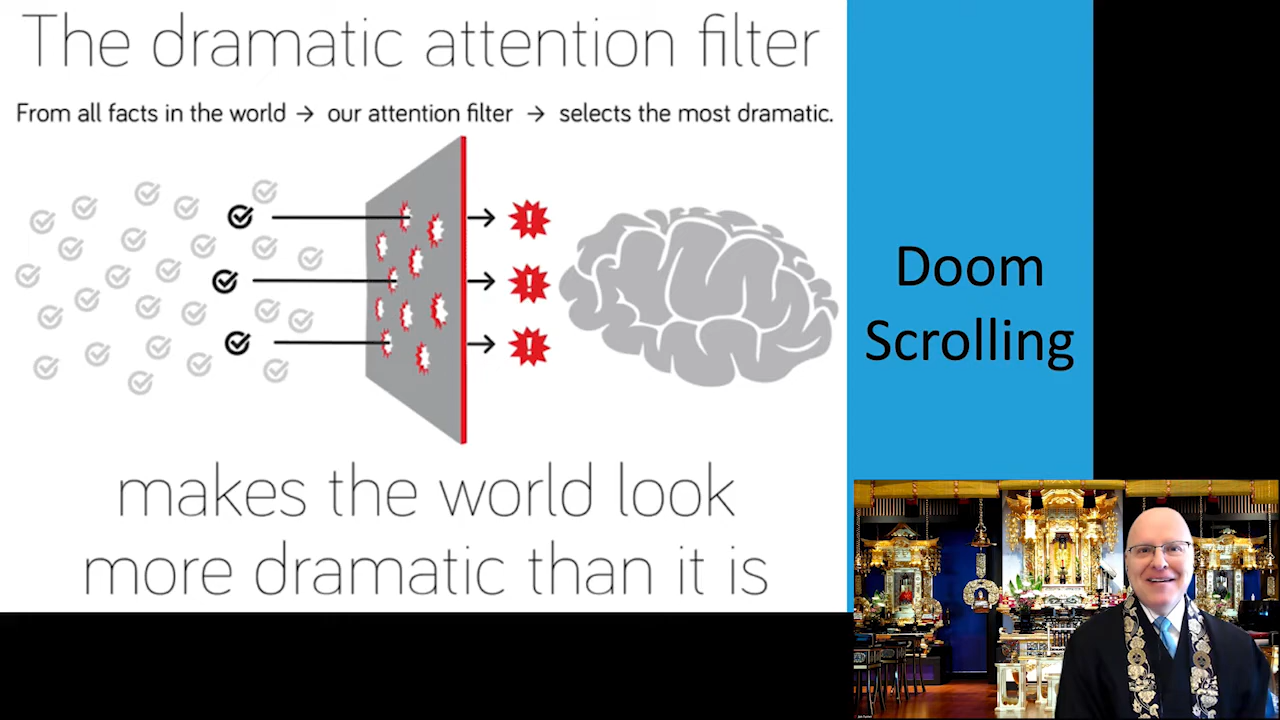 The dramatic attention filter
From all facts in the world → our attention filter → selects the most dramatic.
!
!
!
makes the world look
more dramatic than it is
Doom
Scrolling